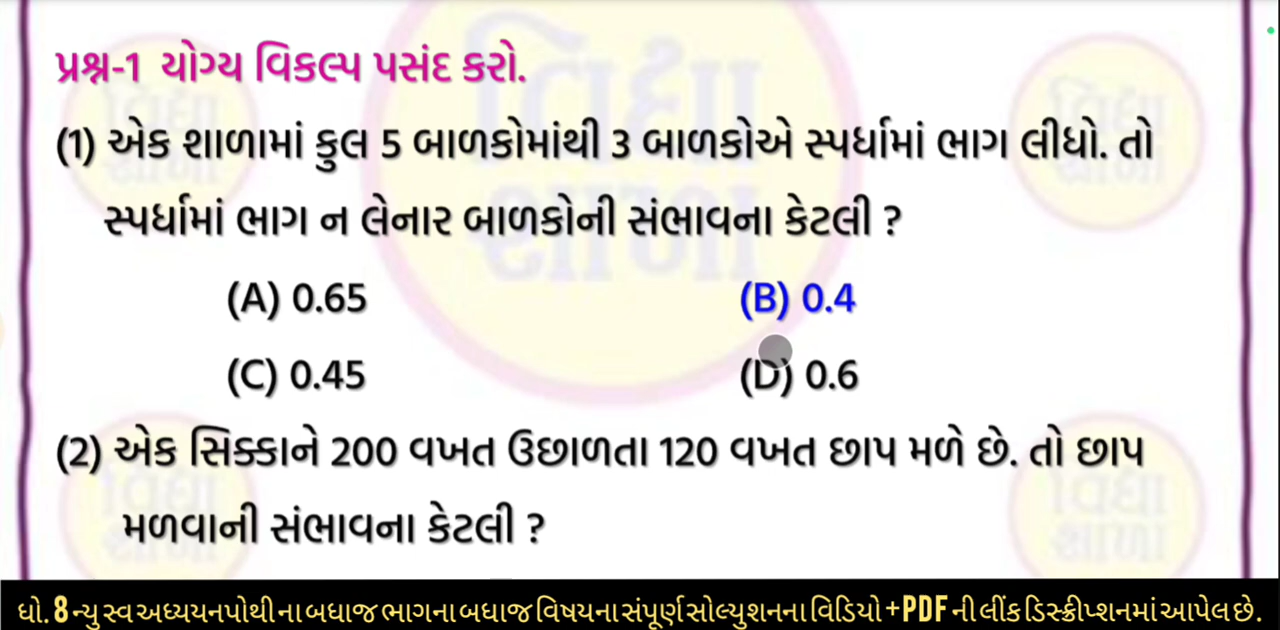 પ્રશ્ન-1 યોગ્ય વિકલ્પ પસંદ કરો.
(1) એક શાળામાં કુલ 5 બાળકોમાંથી 3 બાળકોએ સ્પર્ધામાં ભાગ લીધો. તો
સ્પર્ધામાં ભાગ ન લેનાર બાળકોની સંભાવના કેટલી ?
(A) 0.65 (B) 0.4
(C) 0.45 (D) 0.6
(2) એક સિક્કાને 200 વખત ઉછાળતા 120 વખત છાપ મળે છે. તો છાપ
મળવાની સંભાવના કેટલી ?
ધો. 8 ન્યુ સ્વ અધ્યયનપોથી ના બધાજ ભાગના બધાજ વિષયના સંપૂર્ણ સોલ્યુશનના વિડિયો + PDF ની લીંક ડિસ્ક્રીપ્શનમાં આપેલ છે.
વિદ્યા
શાળા